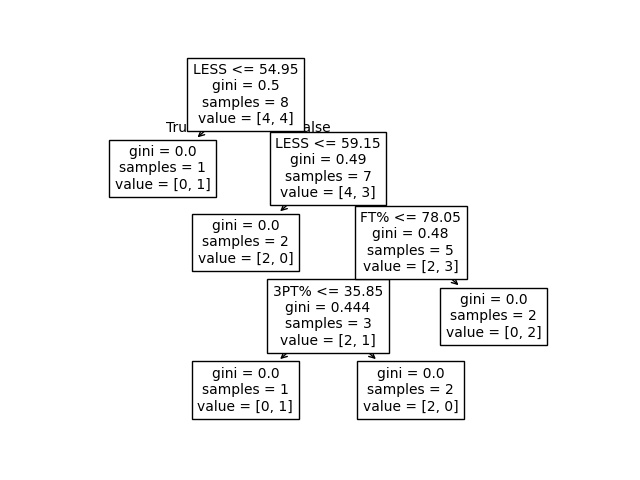 LESS <= 54.95
gini = 0.5
samples = 8
value = [4, 4]
Tru
alse
gini = 0.0
samples = 1
value = [0, 1]
LESS <= 59.15
gini = 0.49
samples = 7
value = [4, 3]
gini = 0.0
samples = 2
value = [2, 0]
FT% <= 78.05
gini = 0.48
samples = 5
value = [2, 3]
3PT% <= 35.85
gini = 0.444
samples = 3
value = [2, 1]
gini = 0.0
samples = 2
value = [0, 2]
gini = 0.0
samples = 1
value = [0, 1]
gini = 0.0
samples = 2
value = [2, 0]